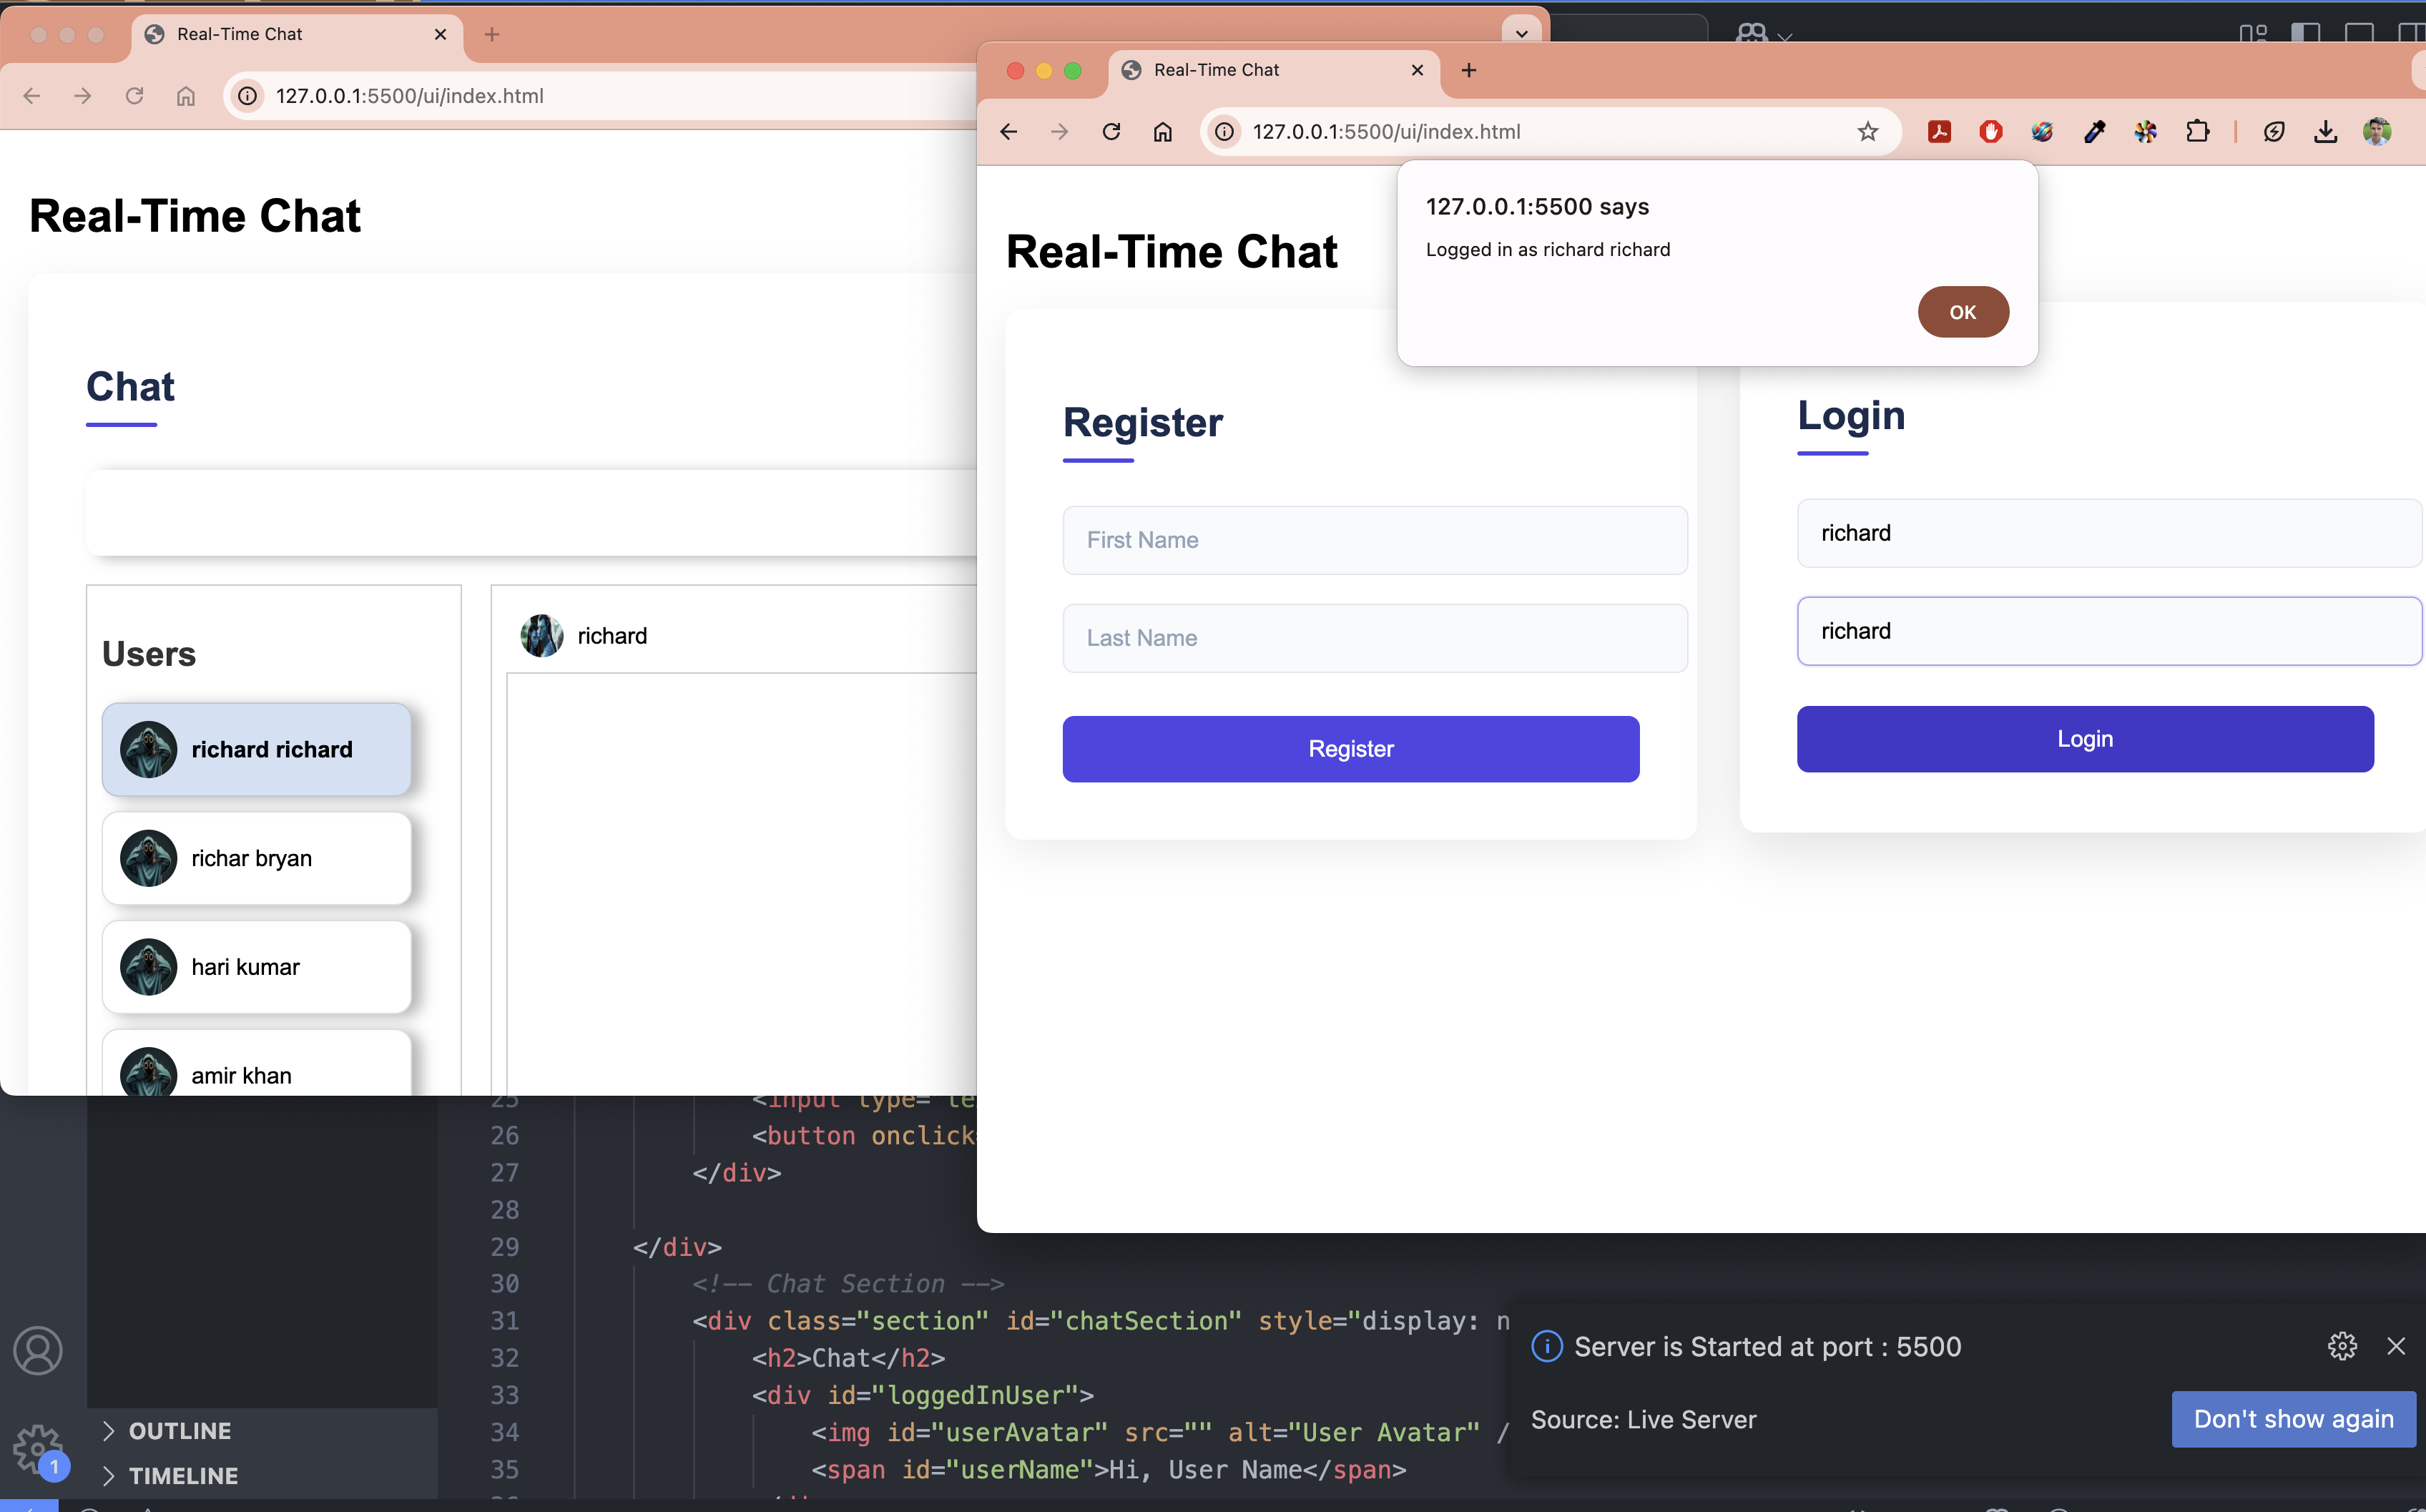 Real-Time Chat
127.0.0.1:5500/ui/index.html
Real-Time Chat
Chat
Users
richard richard
richar bryan
hari kumar
amir khan
richard
Real-Time Chat
127.0.0.1:5500/ui/index.html
127.0.0.1:5500 says
Logged in as richard richard
OK
Real-Time Chat
Register
First Name
Last Name
Register
Login
richard
richard
Login
25 <input type="te
26 <button onclick=
27 </div>
28
29 </div>
30 <!-- Chat Section -->
31 <div class="section" id="chatSection" style="display: n
32 <h2>Chat</h2>
33 <div id="loggedInUser">
34 <img id="userAvatar" src="" alt="User Avatar" /
35 <span id="userName">Hi, User Name</span>
OUTLINE
TIMELINE
1
Server is Started at port : 5500
Source: Live Server
Don't show again